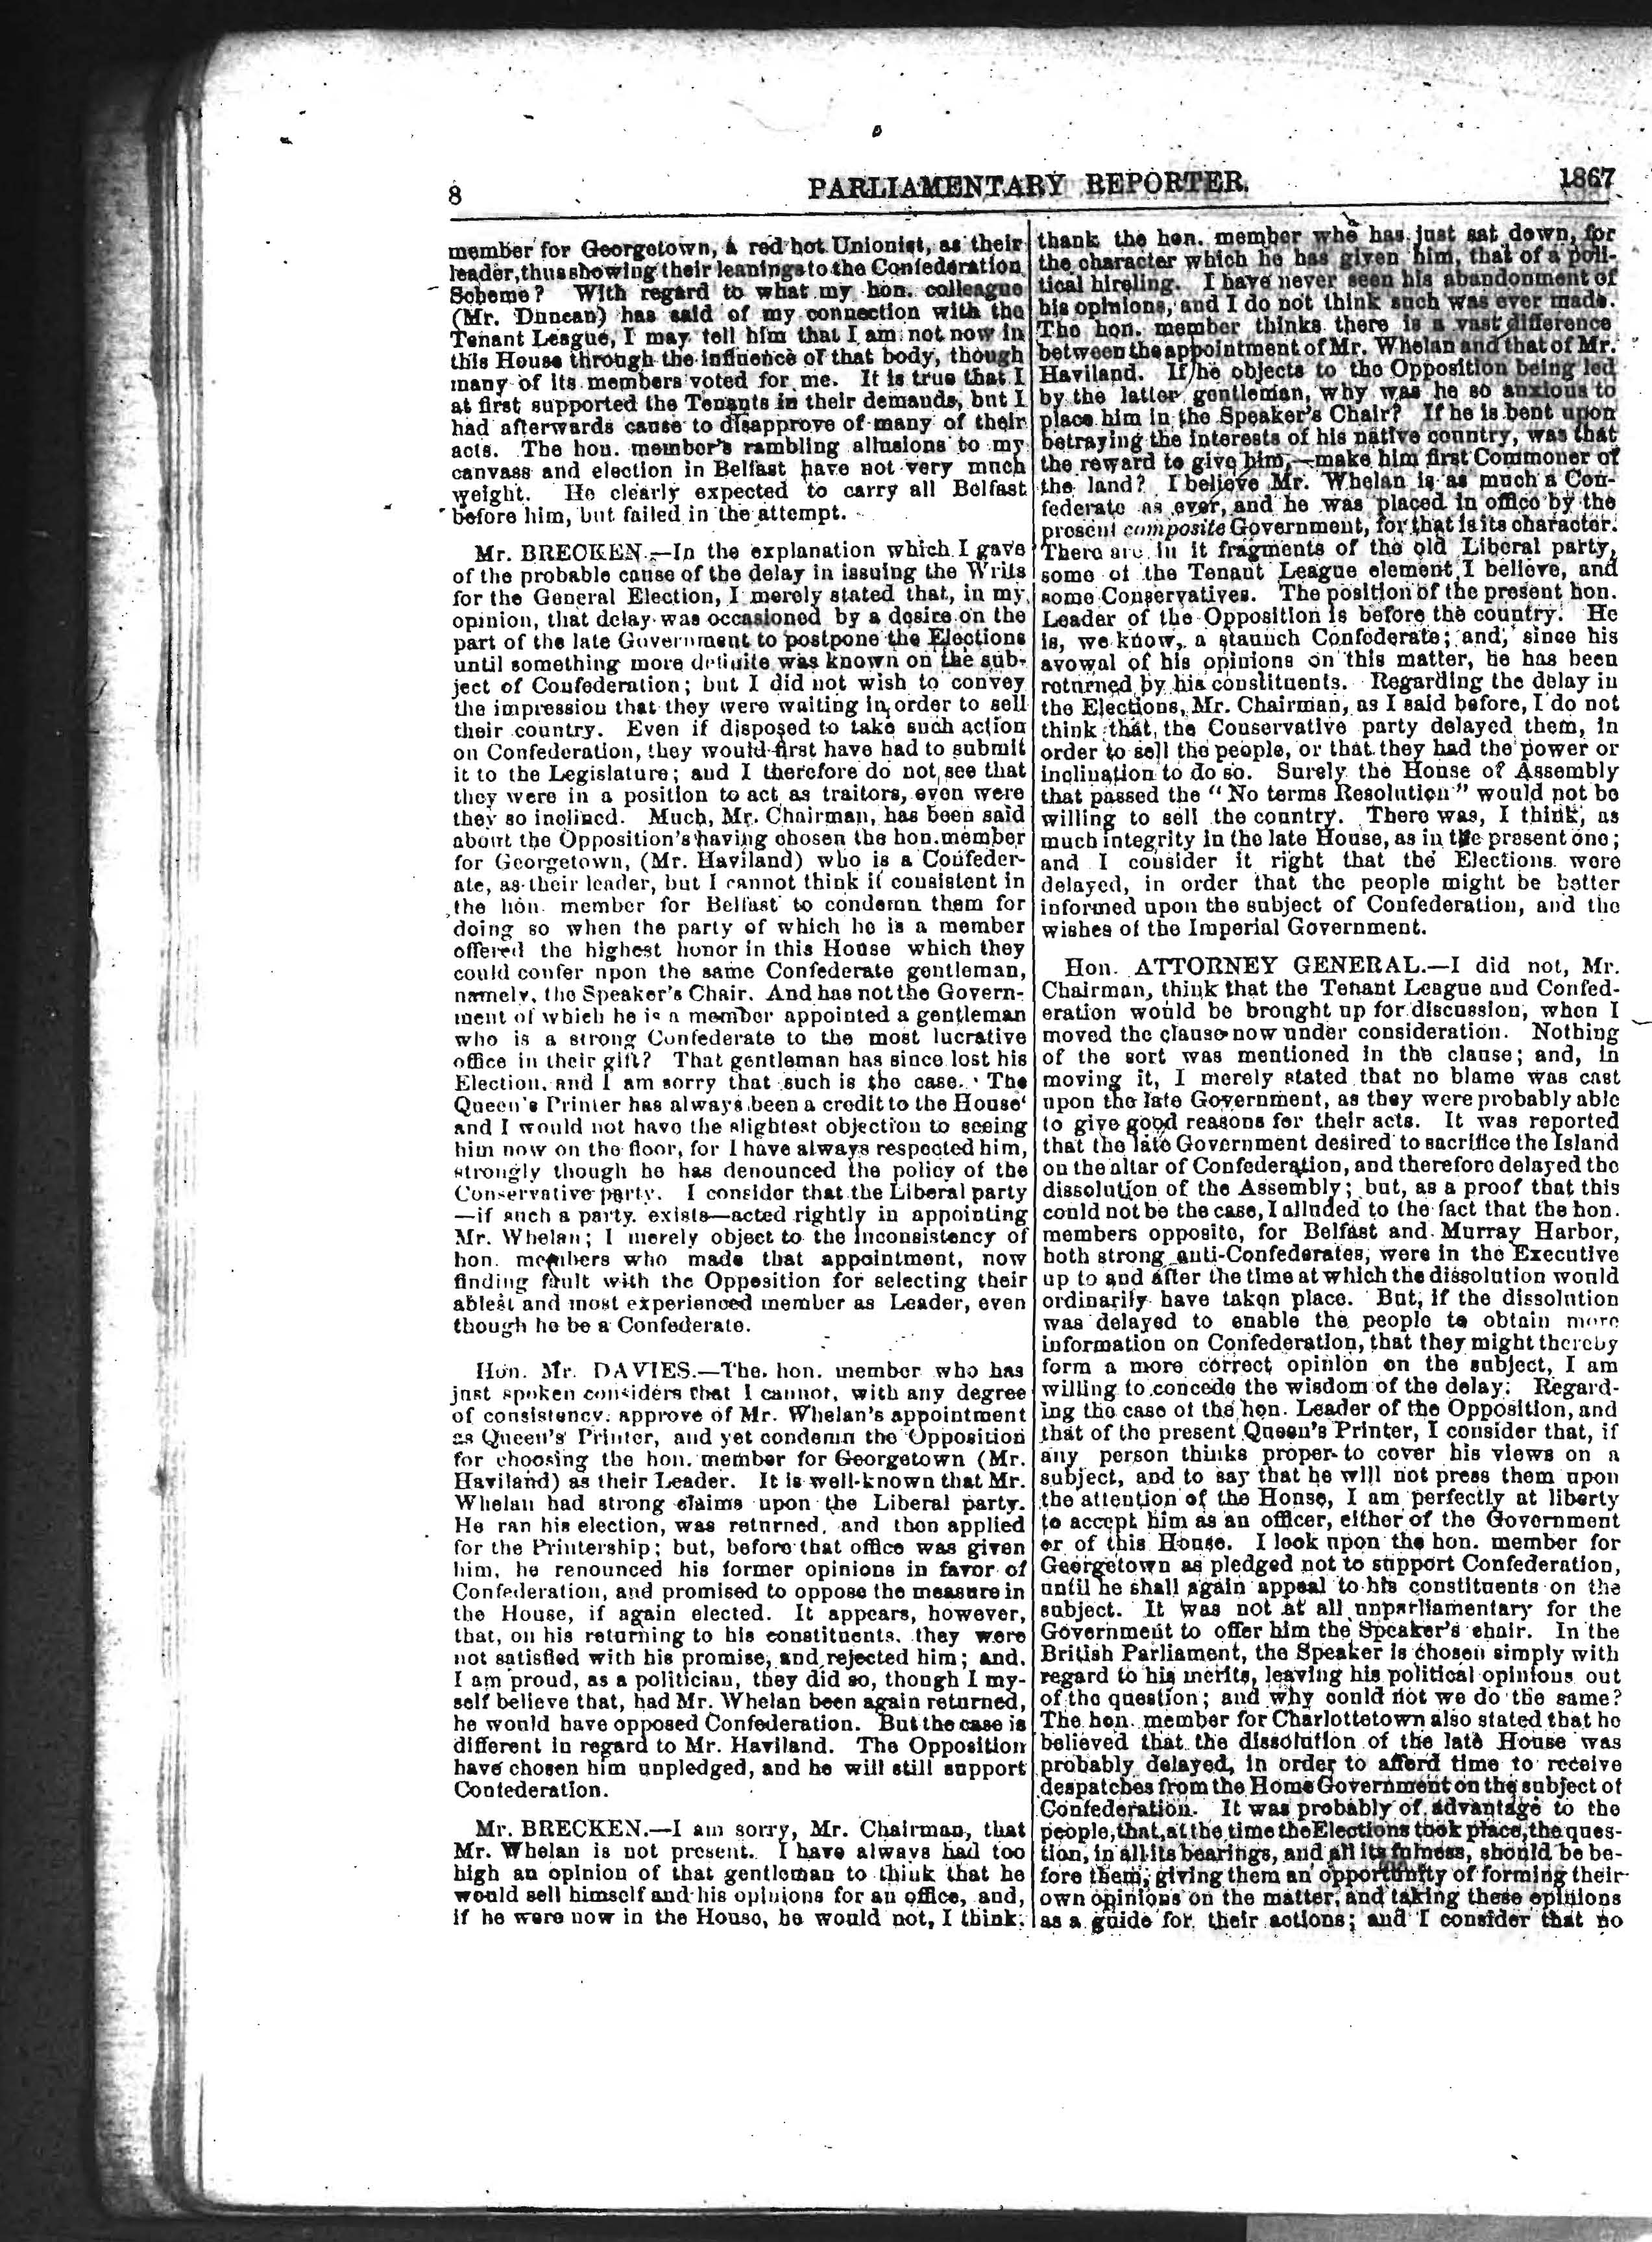 8
PARLIAMENTARY REPORTER.
1867
member for Georgetown, a red hot Unionist, as their
leader, thus showing their leanings to the Confederation
Scheme? With regard to what my hon. colleague
(Mr. Duncan) has said of my connection with the
Tenant League, I may tell him that I am not now in
this House through the influence of that body, though
many of its members voted for me. It is true that I
at first supported the Tenants in their demands, but I
had afterwards cause to disapprove of many of their
acts. The hon. member's rambling allusions to my
canvass and election in Belfast have not very much
weight. He clearly expected to carry all Belfast
before him, but failed in the attempt.
Mr. BRECKEN.—In the explanation which I gave
of the probable cause of the delay in issuing the Writs
for the General Election, I merely stated that, in my
opinion, that delay was occasioned by a desire on the
part of the late Government to postpone the Elections
until something more definite was known on the sub-
ject of Confederation; but I did not wish to convey
the impression that they were waiting in order to sell
their country. Even if disposed to take such action
on Confederation, they would first have had to submit
it to the Legislature; and I therefore do not see that
they were in a position to act as traitors, even were
they so inclined. Much, Mr. Chairman, has been said
about the Opposition's having chosen the hon. member
for Georgetown, (Mr. Haviland) who is a Confeder-
ate, as their leader, but I cannot think it consistent in
the hon. member for Belfast to condemn them for
doing so when the party of which he is a member
offered the highest honor in this House which they
could confer upon the same Confederate gentleman,
namely, the Speaker's Chair. And has not the Govern-
ment of which he is a member appointed a gentleman
who is a strong Confederate to the most lucrative
office in their gift? That gentleman has since lost his
Election, and I am sorry that such is the case. The
Queen's Printer has always been a credit to the House
and I would not have the slightest objection to seeing
him now on the floor, for I have always respected him,
strongly though he has denounced the policy of the
Conservative party. I consider that the Liberal party
—if such a party exists—acted rightly in appointing
Mr. Whelan; I merely object to the inconsistency of
hon. members who made that appointment, now
finding fault with the Opposition for selecting their
ablest and most experienced member as Leader, even
though he be a Confederate.
Hon. Mr. DAVIES.—The hon. member who has
just spoken considers that I cannot, with any degree
of consistency, approve of Mr. Whelan's appointment
as Queen's Printer, and yet condemn the Opposition
for choosing the hon. member for Georgetown (Mr.
Haviland) as their Leader. It is well-known that Mr.
Whelan had strong claims upon the Liberal party.
He ran his election, was returned, and then applied
for the Printership; but, before that office was given
him, he renounced his former opinions in favor of
Confederation, and promised to oppose the measure in
the House, if again elected. It appears, however,
that, on his returning to his constituents, they were
not satisfied with his promise, and rejected him; and,
I am proud, as a politician, they did so, though I my-
self believe that, had Mr. Whelan been again returned,
he would have opposed Confederation. But the case is
different in regard to Mr. Haviland. The Opposition
have chosen him unpledged, and he will still support
Confederation.
Mr. BRECKEN.—I am sorry, Mr. Chairman, that
Mr. Whelan is not present. I have always had too
high an opinion of that gentleman to think that he
would sell himself and his opinions for an office, and,
if he were now in the House, he would not, I think,
thank the hon. member who has just sat down, for
the character which he has given him, that of a poli-
tical hireling. I have never seen his abandonment of
his opinions, and I do not think such was ever made.
The hon. member thinks there is a vast difference
between the appointment of Mr. Whelan and that of Mr.
Haviland. If he objects to the Opposition being led
by the latter gentleman, why was he so anxious to
place him in the Speaker's Chair? If he is bent upon
betraying the interests of his native country, was that
the reward to give him,—make him first Commoner of
the land? I believe Mr. Whelan is as much a Con-
federate as ever, and he was placed in office by the
present composite Government, for that is its character.
There are in it fragments of the old Liberal party,
some of the Tenant League element I believe, and
some Conservatives. The position of the present hon.
Leader of the Opposition is before the country. He
is, we know, a staunch Confederate; and, since his
avowal of his opinions on this matter, he has been
returned by his constituents. Regarding the delay in
the Elections, Mr. Chairman, as I said before, I do not
think that the Conservative party delayed them, in
order to sell the people, or that they had the power or
inclination to do so. Surely the House of Assembly
that passed the "No terms Resolution" would not be
willing to sell the country. There was, I think, as
much integrity in the late House, as in the present one;
and I consider it right that the Elections were
delayed, in order that the people might be better
informed upon the subject of Confederation, and the
wishes of the Imperial Government.
Hon. ATTORNEY GENERAL.—I did not, Mr.
Chairman, think that the Tenant League and Confed-
eration would be brought up for discussion, when I
moved the clause now under consideration. Nothing
of the sort was mentioned in the clause; and, in
moving it, I merely stated that no blame was cast
upon the late Government, as they were probably able
to give good reasons for their acts. It was reported
that the late Government desired to sacrifice the Island
on the altar of Confederation, and therefore delayed the
dissolution of the Assembly; but, as a proof that this
could not be the case, I alluded to the fact that the hon.
members opposite, for Belfast and Murray Harbor,
both strong anti-Confederates, were in the Executive
up to and after the time at which the dissolution would
ordinarily have taken place. But, if the dissolution
was delayed to enable the people to obtain more
information on Confederation, that they might thereby
form a more correct opinion on the subject, I am
willing to concede the wisdom of the delay. Regard-
ing the case of the hon. Leader of the Opposition, and
that of the present Queen's Printer, I consider that, if
any person thinks proper to cover his views on a
subject, and to say that he will not press them upon
the attention of the House, I am perfectly at liberty
to accept him as an officer, either of the Government
or of this House. I look upon the hon. member for
Georgetown as pledged not to support Confederation,
until he shall again appeal to his constituents on the
subject. It was not at all unparliamentary for the
Government to offer him the Speaker's chair. In the
British Parliament, the Speaker is chosen simply with
regard to his merits, leaving his political opinions out
of the question; and why could not we do the same?
The hon. member for Charlottetown also stated that he
believed that the dissolution of the late House was
probably delayed, in order to afferd time to receive
despatches from the Home Government on the subject of
Confederation. It was probably of advantage to the
people, that, at the time the Elections took place, the ques-
tion, in all its bearings, and all its fulness, should be be-
fore them, giving them an opportunity of forming their
own opinions on the matter, and taking these opinions
as a guide for their actions; and I consider that no